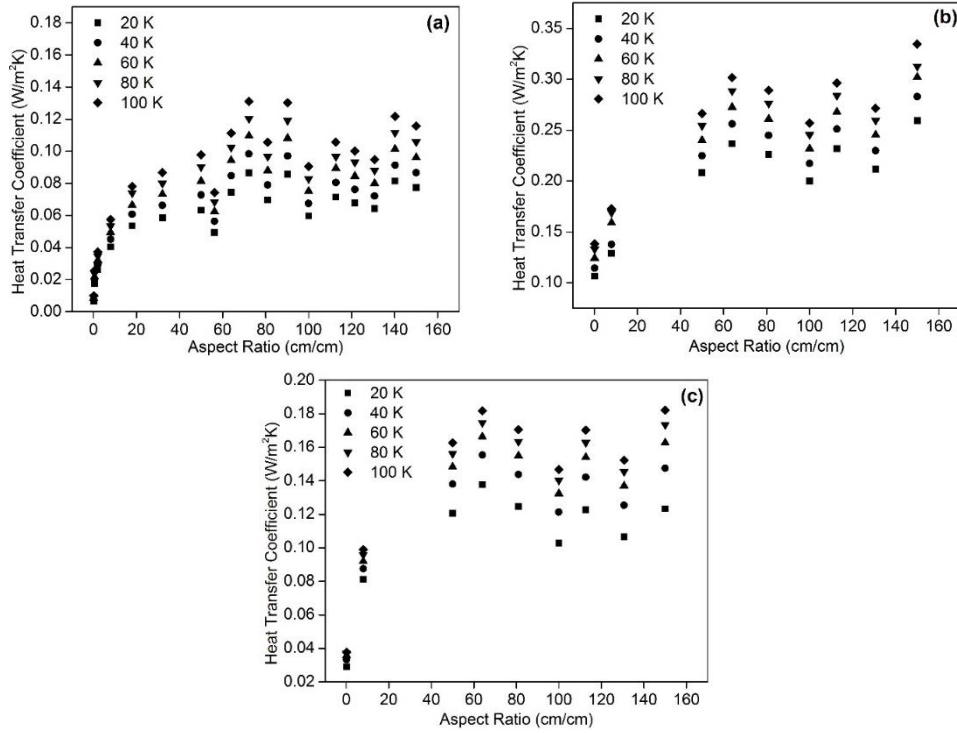 (a)
20 K
40 K
60 K
80 K
100 K
Heat Transfer Coefficient (W/m²K)
0.18
0.16
0.14
0.12
0.10
0.08
0.06
0.04
0.02
0.00
0 20 40 60 80 100 120 140 160
Aspect Ratio (cm/cm)
(b)
20 K
40 K
60 K
80 K
100 K
Heat Transfer Coefficient (W/m²K)
0.35
0.30
0.25
0.20
0.15
0.10
0 20 40 60 80 100 120 140 160
Aspect Ratio (cm/cm)
(c)
20 K
40 K
60 K
80 K
100 K
Heat Transfer Coefficient (W/m²K)
0.20
0.18
0.16
0.14
0.12
0.10
0.08
0.06
0.04
0.02
0 20 40 60 80 100 120 140 160
Aspect Ratio (cm/cm)